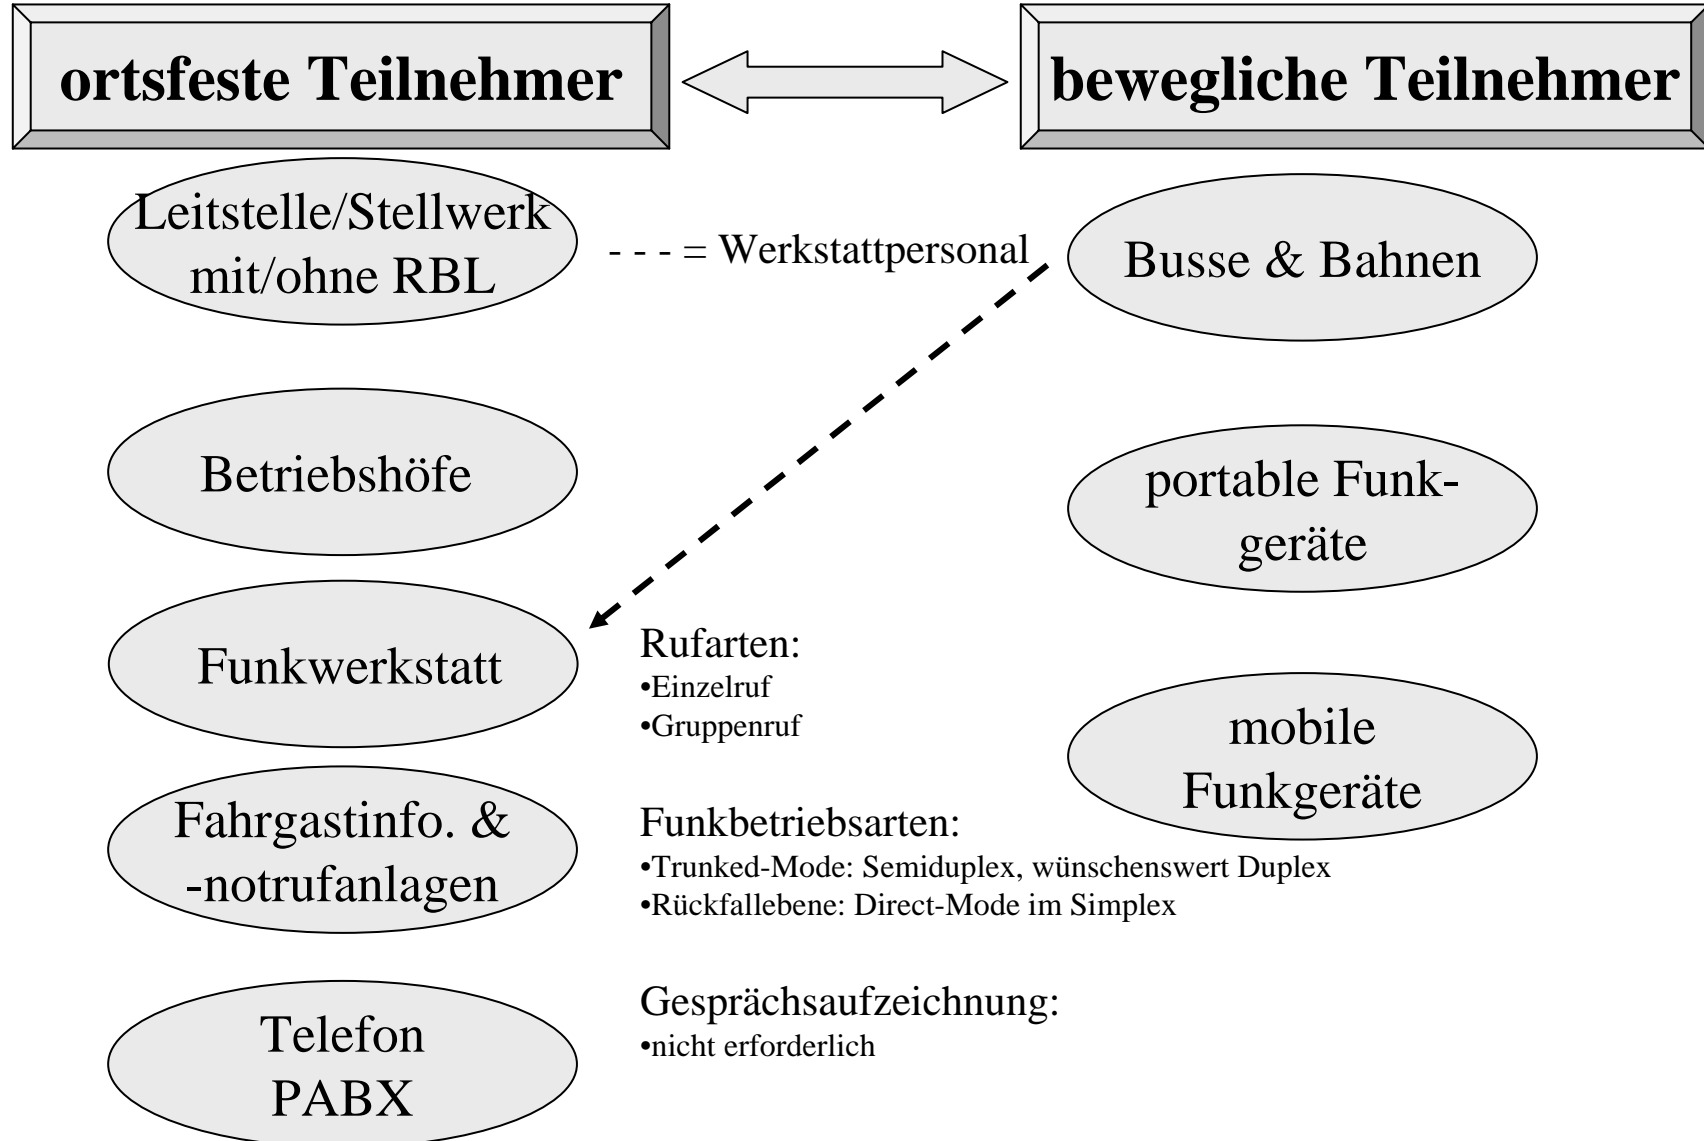 ortsfeste Teilnehmer
bewegliche Teilnehmer
Leitstelle/Stellwerk
mit/ohne RBL
- - - = Werkstattpersonal
Busse & Bahnen
Betriebshöfe
portable Funk-
geräte
Funkwerkstatt
Rufarten:
•Einzelruf
•Gruppenruf
mobile
Funkgeräte
Fahrgastinfo. &
-notrufanlagen
Funkbetriebsarten:
•Trunked-Mode: Semiduplex, wünschenswert Duplex
•Rückfallebene: Direct-Mode im Simplex
Gesprächsaufzeichnung:
•nicht erforderlich
Telefon
PABX